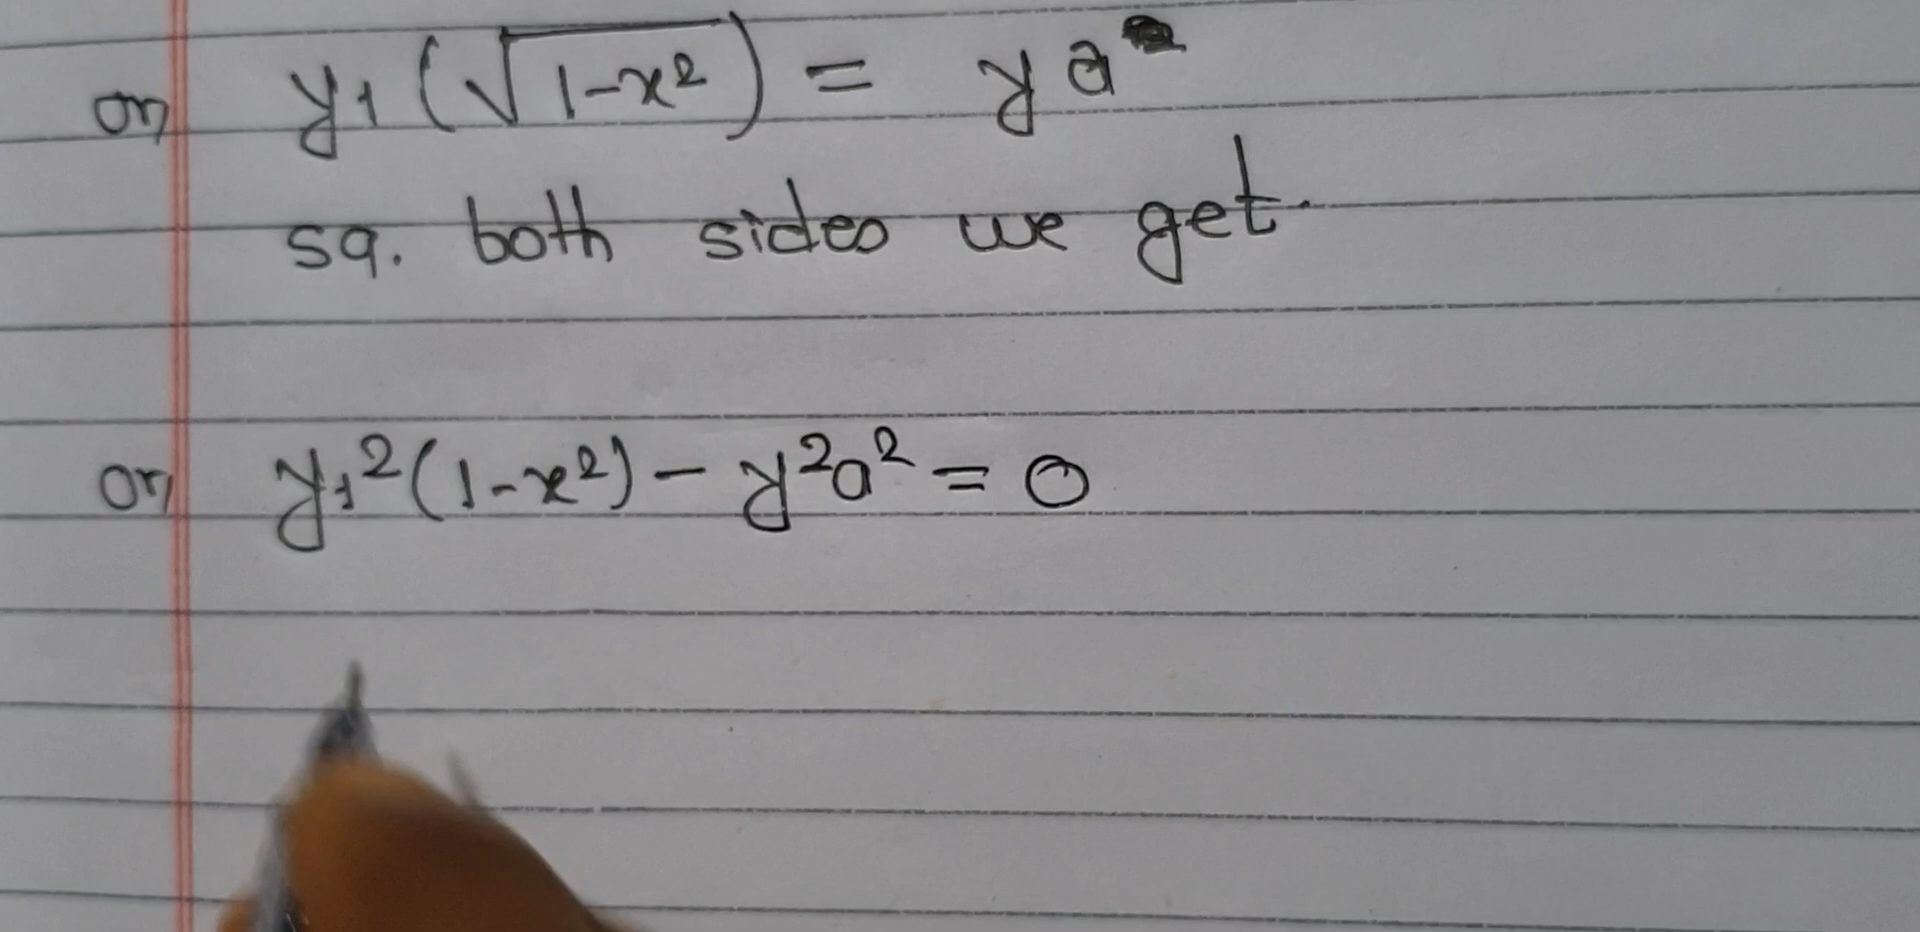 or y₁(√1-x²) = ya
sq. both sides we get.
or y₁²(1-x²) - y²a² = 0